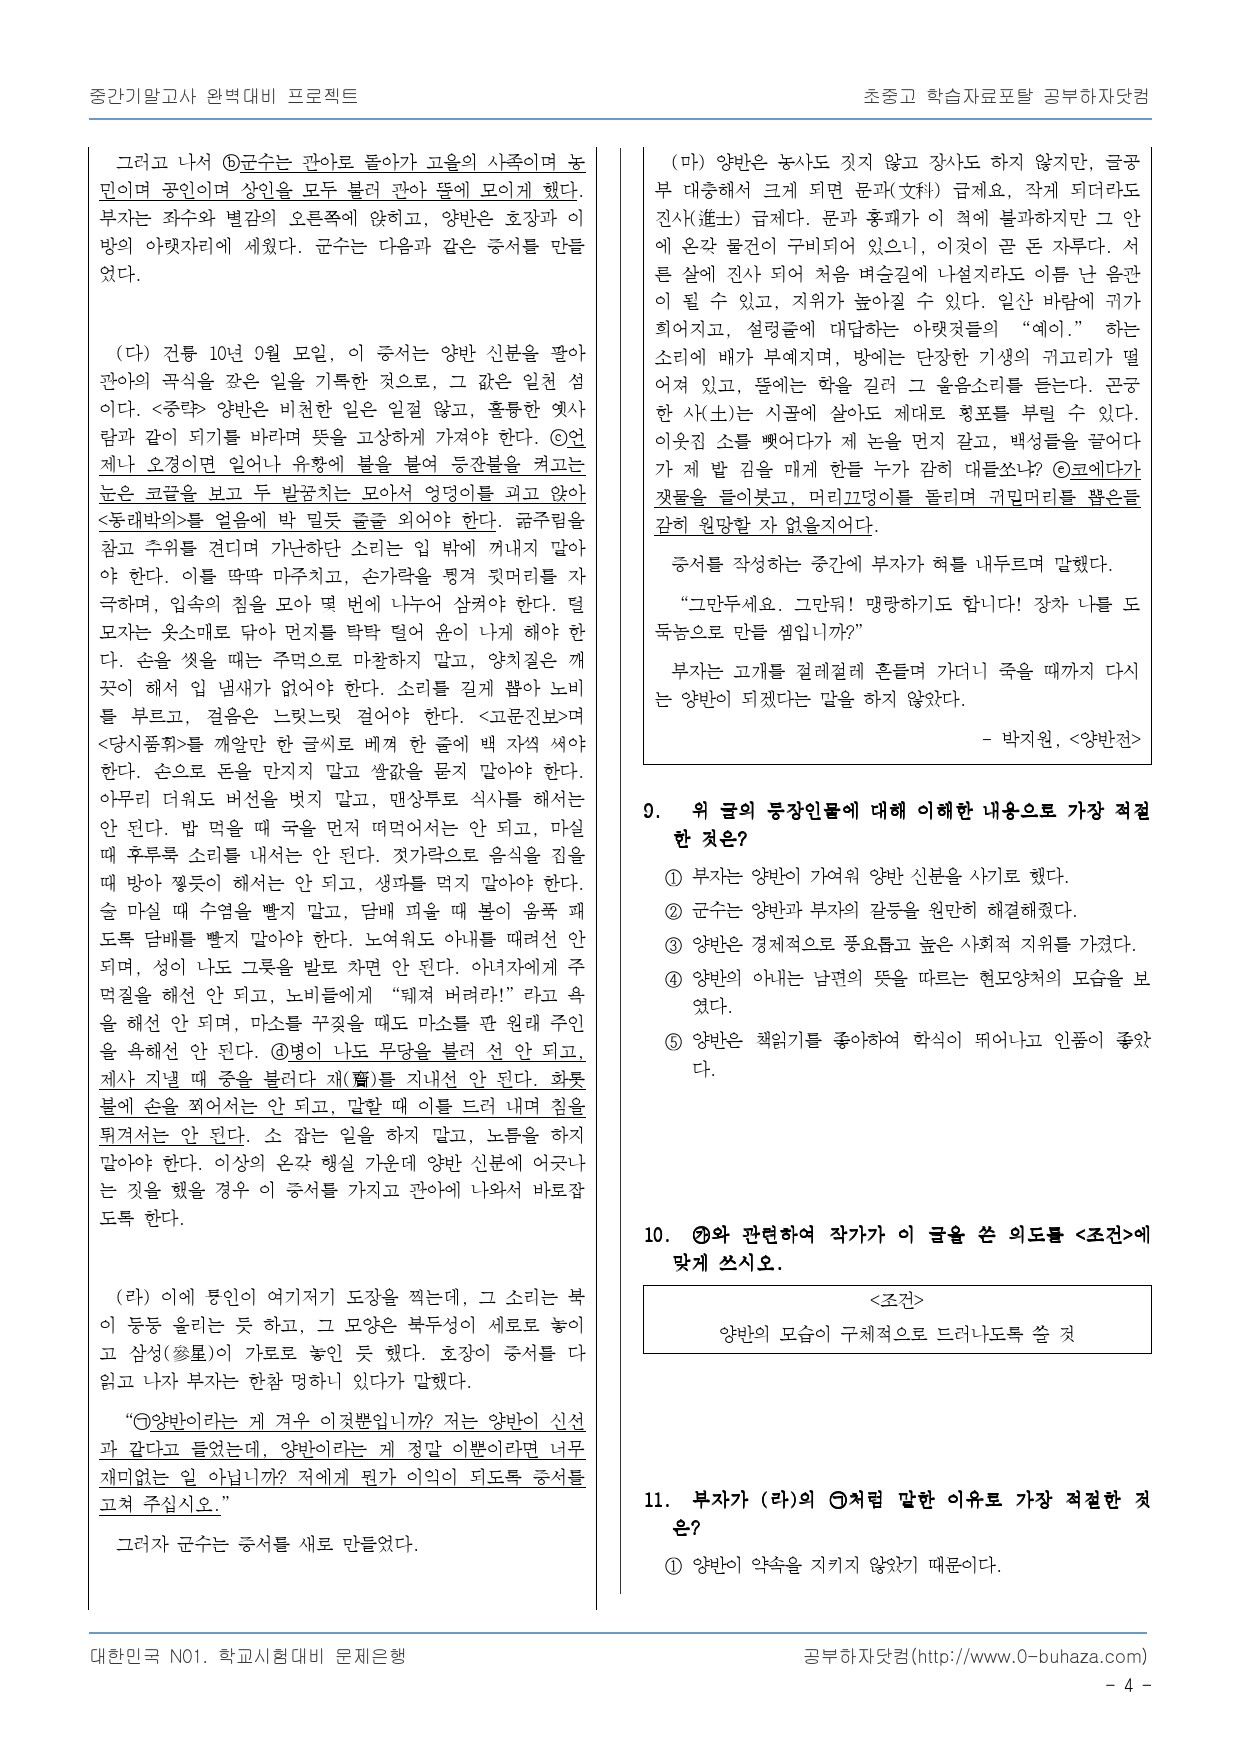 중간기말고사 완벽대비 프로젝트
초중고 학습자료포탈 공부하자닷컴
그러고 나서 ⓑ군수는 관아로 돌아가 고을의 사족이며 농
민이며 공인이며 상인을 모두 불러 관아 뜰에 모이게 했다.
부자는 좌수와 별감의 오른쪽에 앉히고, 양반은 호장과 이
방의 아랫자리에 세웠다. 군수는 다음과 같은 증서를 만들
었다.
(다) 건륭 10년 9월 모일, 이 증서는 양반 신분을 팔아
관아의 곡식을 갚은 일을 기록한 것으로, 그 값은 일천 섬
이다. <중략> 양반은 비천한 일은 일절 않고, 훌륭한 옛사
람과 같이 되기를 바라며 뜻을 고상하게 가져야 한다. ⓒ언
제나 오경이면 일어나 유황에 불을 붙여 등잔불을 켜고는
눈은 코끝을 보고 두 발꿈치는 모아서 엉덩이를 괴고 앉아
<동래박의>를 얼음에 박 밀듯 줄줄 외어야 한다. 굶주림을
참고 추위를 견디며 가난하단 소리는 입 밖에 꺼내지 말아
야 한다. 이를 딱딱 마주치고, 손가락을 튕겨 뒷머리를 자
극하며, 입속의 침을 모아 몇 번에 나누어 삼켜야 한다. 털
모자는 옷소매로 닦아 먼지를 탁탁 털어 윤이 나게 해야 한
다. 손을 씻을 때는 주먹으로 마찰하지 말고, 양치질은 깨
끗이 해서 입 냄새가 없어야 한다. 소리를 길게 뽑아 노비
를 부르고, 걸음은 느릿느릿 걸어야 한다. <고문진보>며
<당시품휘>를 깨알만 한 글씨로 베껴 한 줄에 백 자씩 써야
한다. 손으로 돈을 만지지 말고 쌀값을 묻지 말아야 한다.
아무리 더워도 버선을 벗지 말고, 맨상투로 식사를 해서는
안 된다. 밥 먹을 때 국을 먼저 떠먹어서는 안 되고, 마실
때 후루룩 소리를 내서는 안 된다. 젓가락으로 음식을 집을
때 방아 찧듯이 해서는 안 되고, 생파를 먹지 말아야 한다.
술 마실 때 수염을 빨지 말고, 담배 피울 때 볼이 움푹 패
도록 담배를 빨지 말아야 한다. 노여워도 아내를 때려선 안
되며, 성이 나도 그릇을 발로 차면 안 된다. 아녀자에게 주
먹질을 해선 안 되고, 노비들에게 “뒈져 버려라!”라고 욕
을 해선 안 되며, 마소를 꾸짖을 때도 마소를 판 원래 주인
을 욕해선 안 된다. ⓓ병이 나도 무당을 불러 선 안 되고,
제사 지낼 때 중을 불러다 재(齋)를 지내선 안 된다. 화롯
불에 손을 쬐어서는 안 되고, 말할 때 이를 드러 내며 침을
튀겨서는 안 된다. 소 잡는 일을 하지 말고, 노름을 하지
말아야 한다. 이상의 온갖 행실 가운데 양반 신분에 어긋나
는 짓을 했을 경우 이 증서를 가지고 관아에 나와서 바로잡
도록 한다.
(라) 이에 통인이 여기저기 도장을 찍는데, 그 소리는 북
이 둥둥 울리는 듯 하고, 그 모양은 북두성이 세로로 놓이
고 삼성(參星)이 가로로 놓인 듯 했다. 호장이 증서를 다
읽고 나자 부자는 한참 멍하니 있다가 말했다.
“㉠양반이라는 게 겨우 이것뿐입니까? 저는 양반이 신선
과 같다고 들었는데, 양반이라는 게 정말 이뿐이라면 너무
재미없는 일 아닙니까? 저에게 뭔가 이익이 되도록 증서를
고쳐 주십시오.”
그러자 군수는 증서를 새로 만들었다.
(마) 양반은 농사도 짓지 않고 장사도 하지 않지만, 글공
부 대충해서 크게 되면 문과(文科) 급제요, 작게 되더라도
진사(進士) 급제다. 문과 홍패가 이 척에 불과하지만 그 안
에 온갖 물건이 구비되어 있으니, 이것이 곧 돈 자루다. 서
른 살에 진사 되어 처음 벼슬길에 나설지라도 이름 난 음관
이 될 수 있고, 지위가 높아질 수 있다. 일산 바람에 귀가
희어지고, 설렁줄에 대답하는 아랫것들의 “예이.” 하는
소리에 배가 부예지며, 방에는 단장한 기생의 귀고리가 떨
어져 있고, 뜰에는 학을 길러 그 울음소리를 듣는다. 곤궁
한 사(士)는 시골에 살아도 제대로 횡포를 부릴 수 있다.
이웃집 소를 뺏어다가 제 논을 먼지 갈고, 백성들을 끌어다
가 제 밭 김을 매게 한들 누가 감히 대들쏘냐? ⓔ코에다가
잿물을 들이붓고, 머리끄덩이를 돌리며 귀밑머리를 뽑은들
감히 원망할 자 없을지어다.
증서를 작성하는 중간에 부자가 혀를 내두르며 말했다.
“그만두세요. 그만둬! 맹랑하기도 합니다! 장차 나를 도
둑놈으로 만들 셈입니까?”
부자는 고개를 절레절레 흔들며 가더니 죽을 때까지 다시
는 양반이 되겠다는 말을 하지 않았다.
- 박지원, <양반전>
9. 위 글의 등장인물에 대해 이해한 내용으로 가장 적절
한 것은?
① 부자는 양반이 가여워 양반 신분을 사기로 했다.
② 군수는 양반과 부자의 갈등을 원만히 해결해줬다.
③ 양반은 경제적으로 풍요롭고 높은 사회적 지위를 가졌다.
④ 양반의 아내는 남편의 뜻을 따르는 현모양처의 모습을 보
였다.
⑤ 양반은 책읽기를 좋아하여 학식이 뛰어나고 인품이 좋았
다.
10. ㉮와 관련하여 작가가 이 글을 쓴 의도를 <조건>에
맞게 쓰시오.
<조건>
양반의 모습이 구체적으로 드러나도록 쓸 것
11. 부자가 (라)의 ㉠처럼 말한 이유로 가장 적절한 것
은?
① 양반이 약속을 지키지 않았기 때문이다.
대한민국 N01. 학교시험대비 문제은행
공부하자닷컴(http://www.0-buhaza.com)
- 4 -